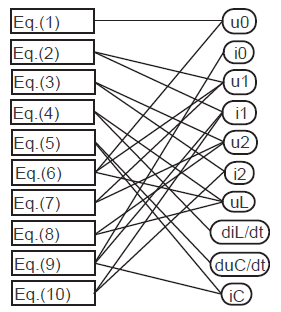 Eq.(1) u0
Eq.(2) i0
Eq.(3) u1
Eq.(4) i1
Eq.(5) u2
Eq.(6) i2
Eq.(7) uL
Eq.(8) diL/dt
Eq.(9) duC/dt
Eq.(10) iC